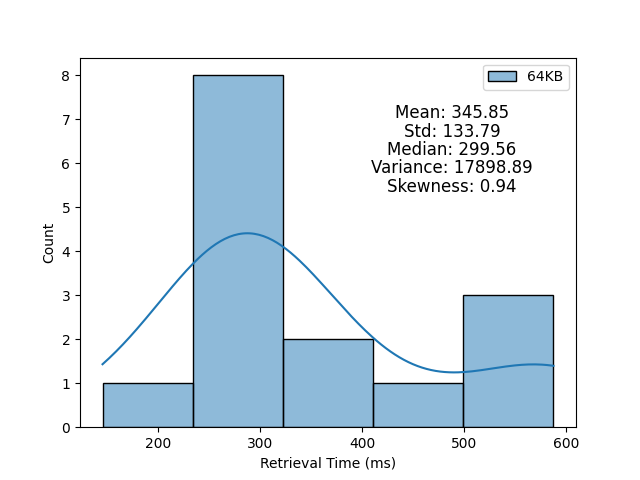 64KB
Mean: 345.85
Std: 133.79
Median: 299.56
Variance: 17898.89
Skewness: 0.94
8
7
6
5
4
3
2
1
0
Count
200 300 400 500 600
Retrieval Time (ms)